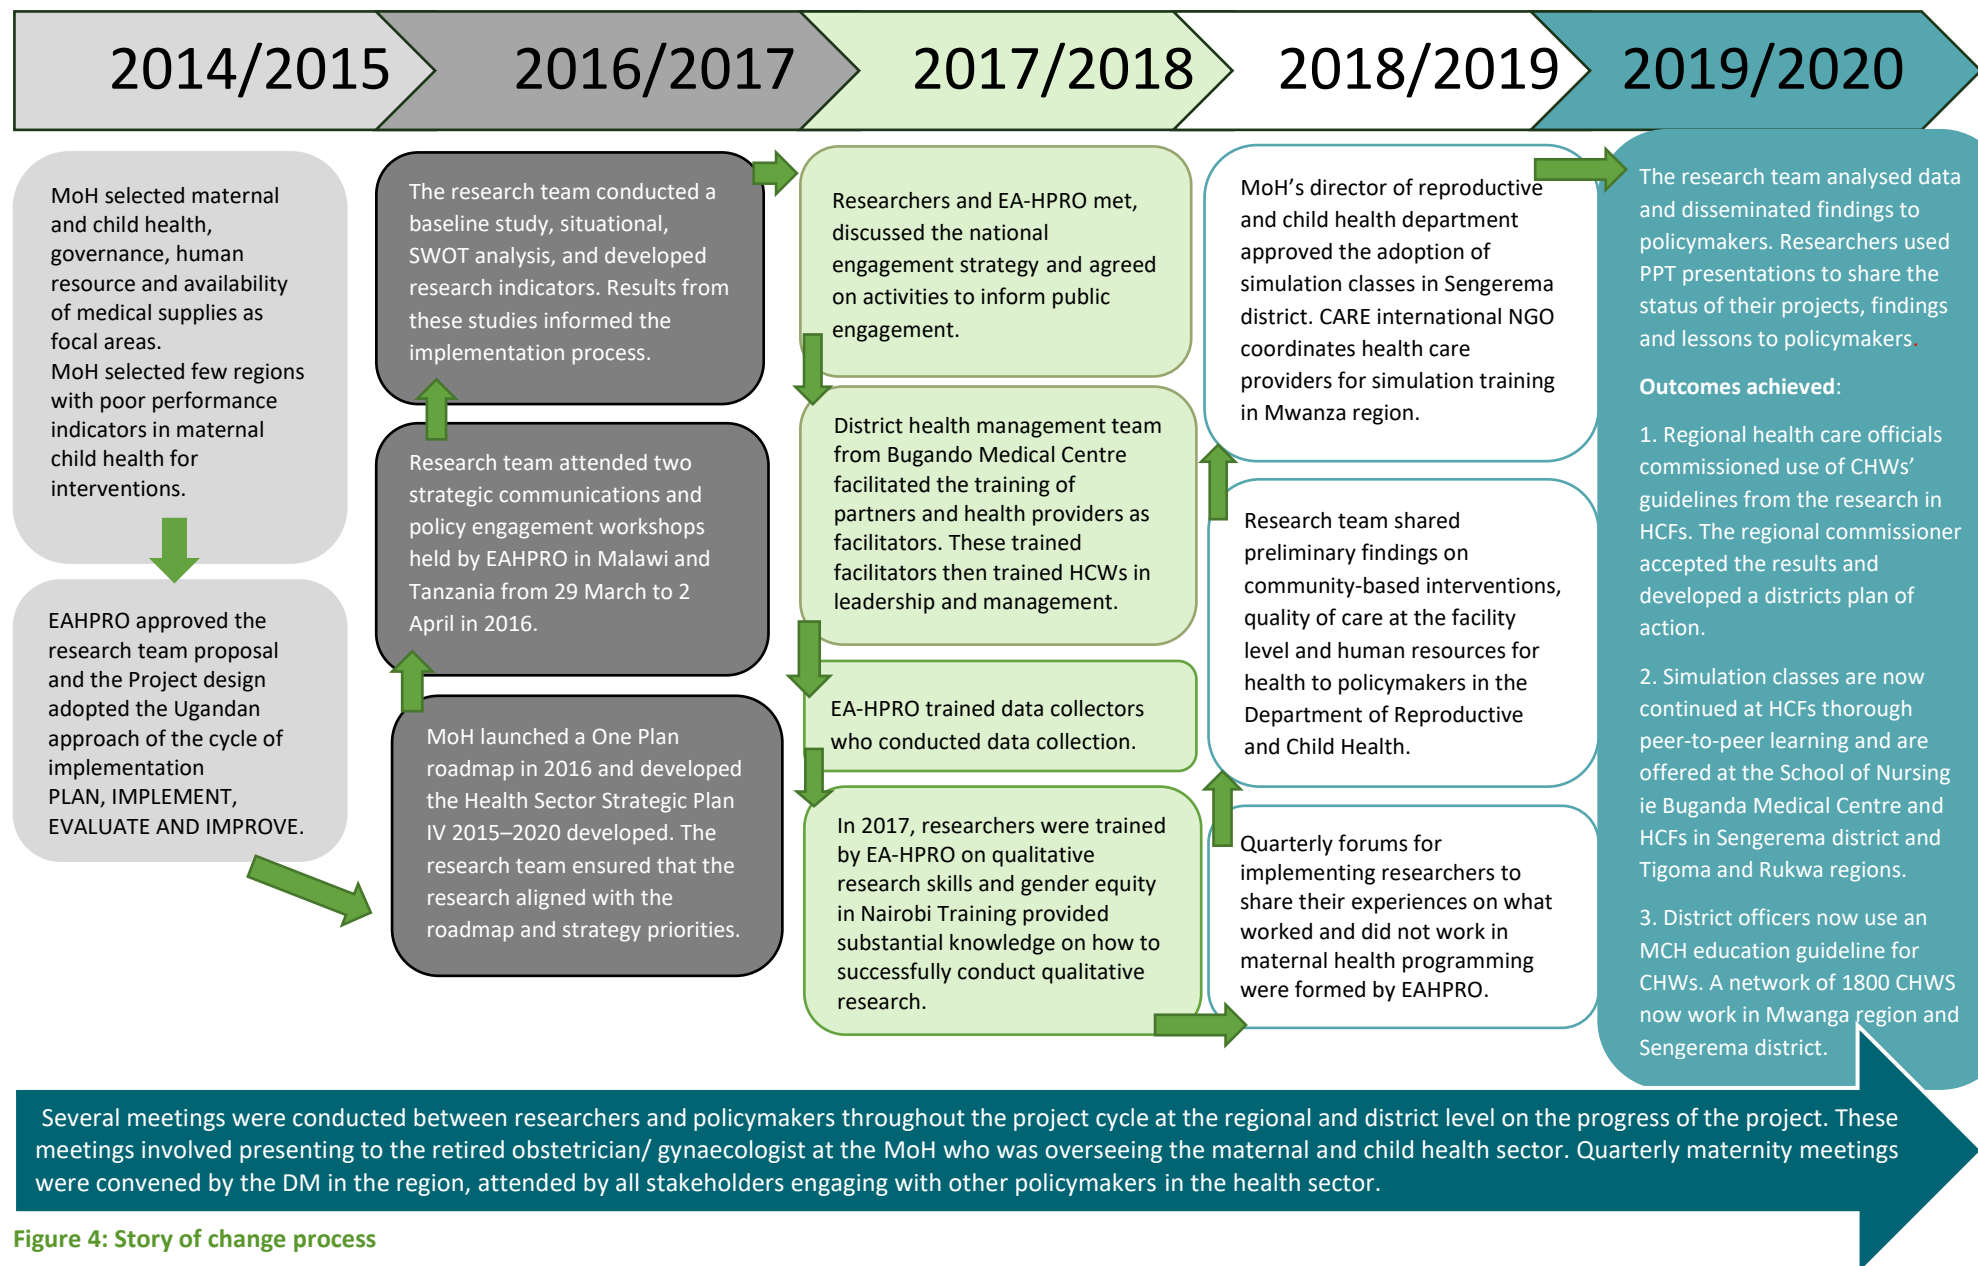 2014/2015
2016/2017
2017/2018
2018/2019
2019/2020
MoH selected maternal
and child health,
governance, human
resource and availability
of medical supplies as
focal areas.
MoH selected few regions
with poor performance
indicators in maternal
child health for
interventions.
EAHPRO approved the
research team proposal
and the Project design
adopted the Ugandan
approach of the cycle of
implementation
PLAN, IMPLEMENT,
EVALUATE AND IMPROVE.
The research team conducted a
baseline study, situational,
SWOT analysis, and developed
research indicators. Results from
these studies informed the
implementation process.
Research team attended two
strategic communications and
policy engagement workshops
held by EAHPRO in Malawi and
Tanzania from 29 March to 2
April in 2016.
MoH launched a One Plan
roadmap in 2016 and developed
the Health Sector Strategic Plan
IV 2015–2020 developed. The
research team ensured that the
research aligned with the
roadmap and strategy priorities.
Researchers and EA-HPRO met,
discussed the national
engagement strategy and agreed
on activities to inform public
engagement.
District health management team
from Bugando Medical Centre
facilitated the training of
partners and health providers as
facilitators. These trained
facilitators then trained HCWs in
leadership and management.
EA-HPRO trained data collectors
who conducted data collection.
In 2017, researchers were trained
by EA-HPRO on qualitative
research skills and gender equity
in Nairobi Training provided
substantial knowledge on how to
successfully conduct qualitative
research.
MoH’s director of reproductive
and child health department
approved the adoption of
simulation classes in Sengerema
district. CARE international NGO
coordinates health care
providers for simulation training
in Mwanza region.
Research team shared
preliminary findings on
community-based interventions,
quality of care at the facility
level and human resources for
health to policymakers in the
Department of Reproductive
and Child Health.
Quarterly forums for
implementing researchers to
share their experiences on what
worked and did not work in
maternal health programming
were formed by EAHPRO.
The research team analysed data
and disseminated findings to
policymakers. Researchers used
PPT presentations to share the
status of their projects, findings
and lessons to policymakers.
Outcomes achieved:
1. Regional health care officials
commissioned use of CHWs’
guidelines from the research in
HCFs. The regional commissioner
accepted the results and
developed a districts plan of
action.
2. Simulation classes are now
continued at HCFs thorough
peer-to-peer learning and are
offered at the School of Nursing
ie Buganda Medical Centre and
HCFs in Sengerema district and
Tigoma and Rukwa regions.
3. District officers now use an
MCH education guideline for
CHWs. A network of 1800 CHWS
now work in Mwanga region and
Sengerema district.
Several meetings were conducted between researchers and policymakers throughout the project cycle at the regional and district level on the progress of the project. These
meetings involved presenting to the retired obstetrician/ gynaecologist at the MoH who was overseeing the maternal and child health sector. Quarterly maternity meetings
were convened by the DM in the region, attended by all stakeholders engaging with other policymakers in the health sector.
Figure 4: Story of change process